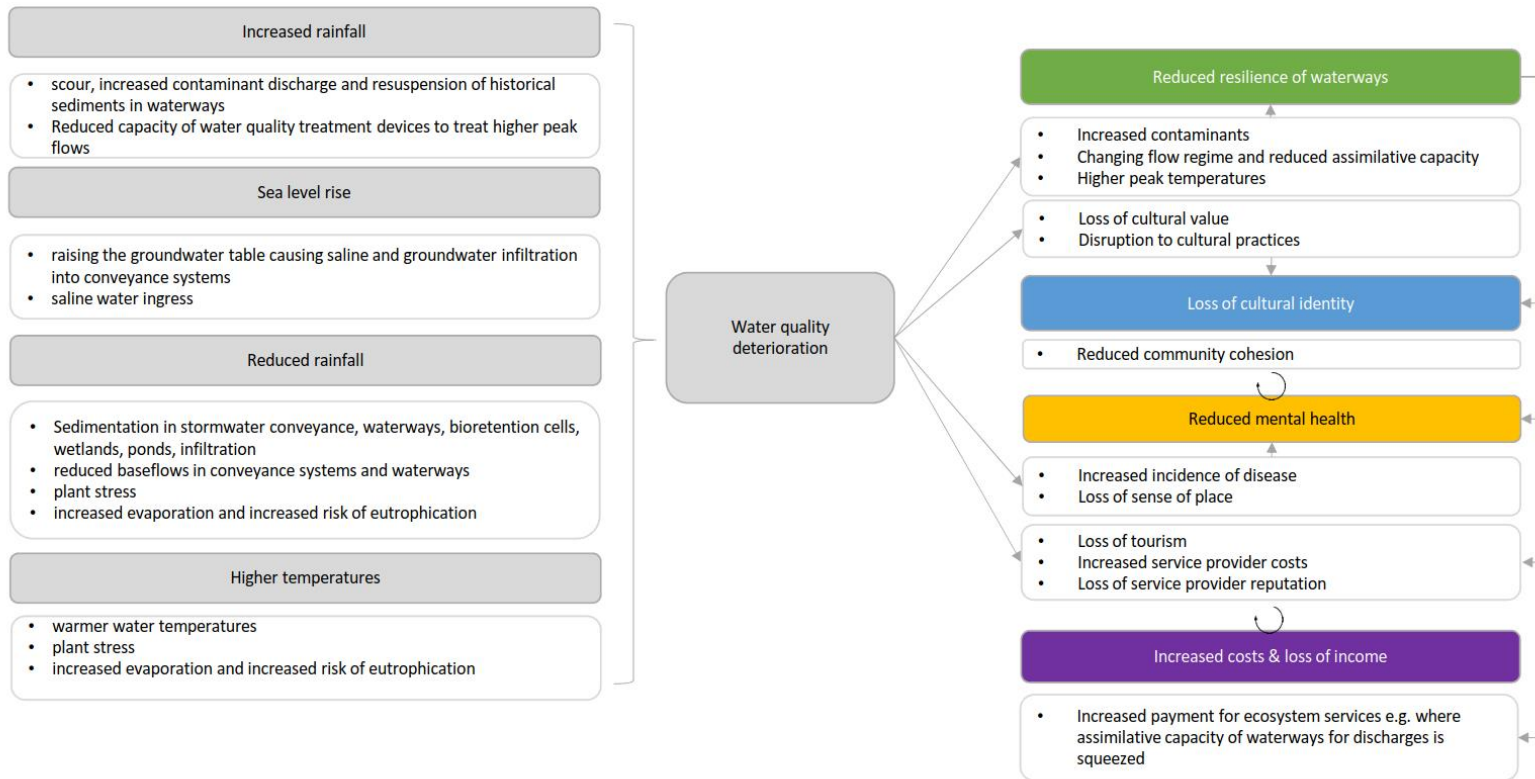 Increased rainfall
• scour, increased contaminant discharge and resuspension of historical
sediments in waterways
• Reduced capacity of water quality treatment devices to treat higher peak
flows
Sea level rise
• raising the groundwater table causing saline and groundwater infiltration
into conveyance systems
• saline water ingress
Reduced rainfall
• Sedimentation in stormwater conveyance, waterways, bioretention cells,
wetlands, ponds, infiltration
• reduced baseflows in conveyance systems and waterways
• plant stress
• increased evaporation and increased risk of eutrophication
Higher temperatures
• warmer water temperatures
• plant stress
• increased evaporation and increased risk of eutrophication
Water quality
deterioration
Reduced resilience of waterways
• Increased contaminants
• Changing flow regime and reduced assimilative capacity
• Higher peak temperatures
• Loss of cultural value
• Disruption to cultural practices
Loss of cultural identity
• Reduced community cohesion
Reduced mental health
• Increased incidence of disease
• Loss of sense of place
• Loss of tourism
• Increased service provider costs
• Loss of service provider reputation
Increased costs & loss of income
• Increased payment for ecosystem services e.g. where
assimilative capacity of waterways for discharges is
squeezed